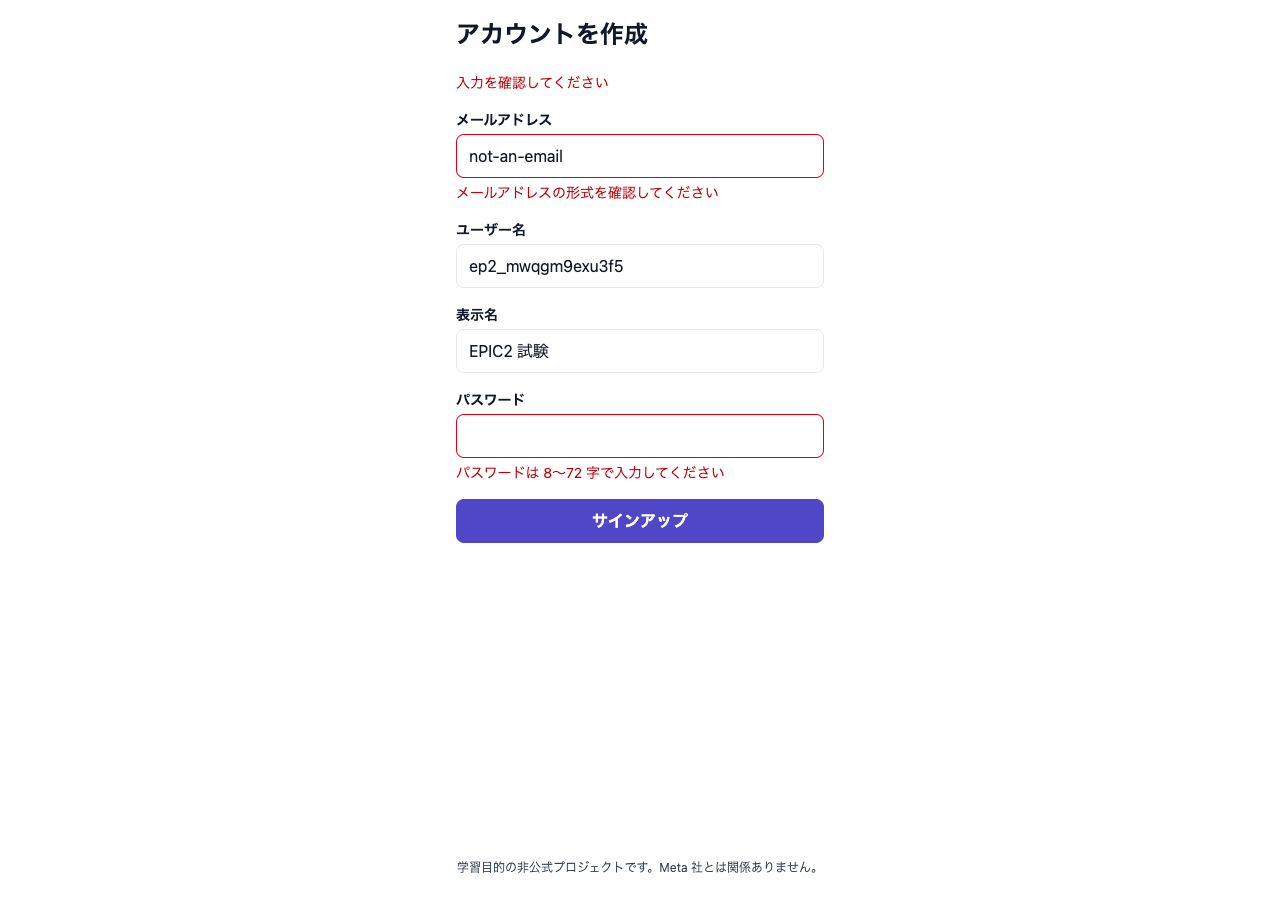 アカウントを作成
入力を確認してください
メールアドレス
not-an-email
メールアドレスの形式を確認してください
ユーザー名
ep2_mwqgm9exu3f5
表示名
EPIC2 試験
パスワード
パスワードは 8〜72 字で入力してください
サインアップ
学習目的の非公式プロジェクトです。Meta 社とは関係ありません。